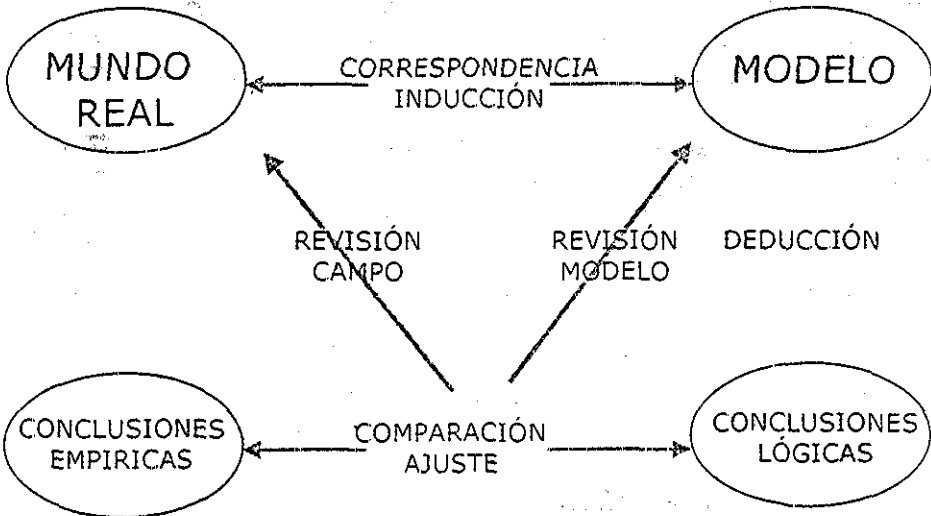 MUNDO
REAL
CORRESPONDENCIA
INDUCCIÓN
MODELO
REVISIÓN
CAMPO
REVISIÓN
MODELO
DEDUCCIÓN
CONCLUSIONES
EMPIRICAS
COMPARACIÓN
AJUSTE
CONCLUSIONES
LÓGICAS